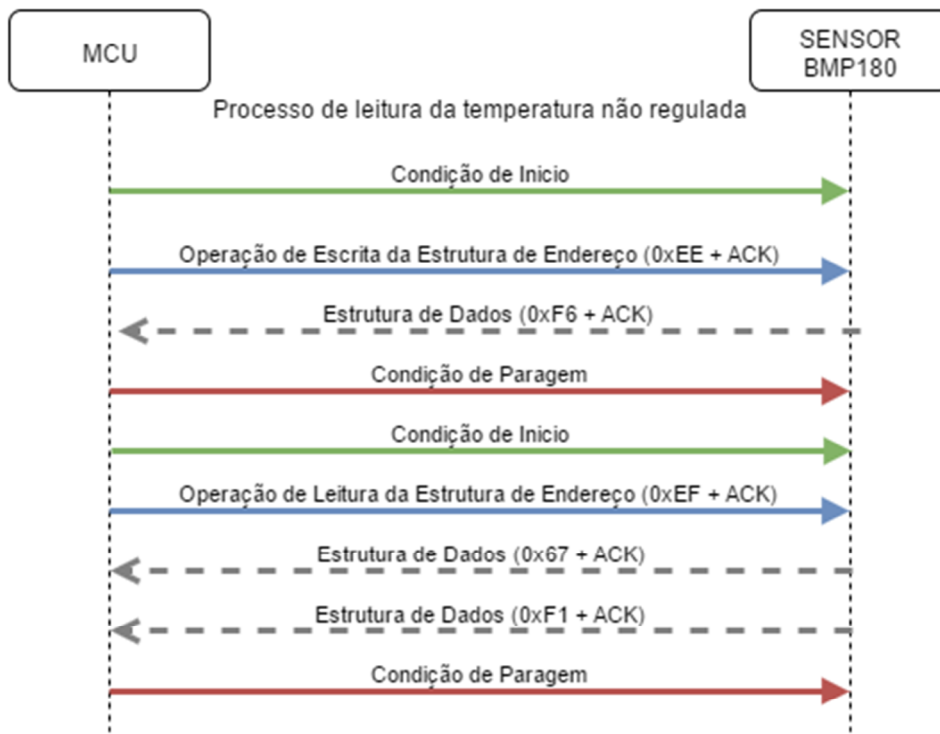 MCU
SENSOR
BMP180
Processo de leitura da temperatura não regulada
Condição de Inicio
Operação de Escrita da Estrutura de Endereço (0xEE + ACK)
Estrutura de Dados (0xF6 + ACK)
Condição de Paragem
Condição de Inicio
Operação de Leitura da Estrutura de Endereço (0xEF + ACK)
Estrutura de Dados (0x67 + ACK)
Estrutura de Dados (0xF1 + ACK)
Condição de Paragem